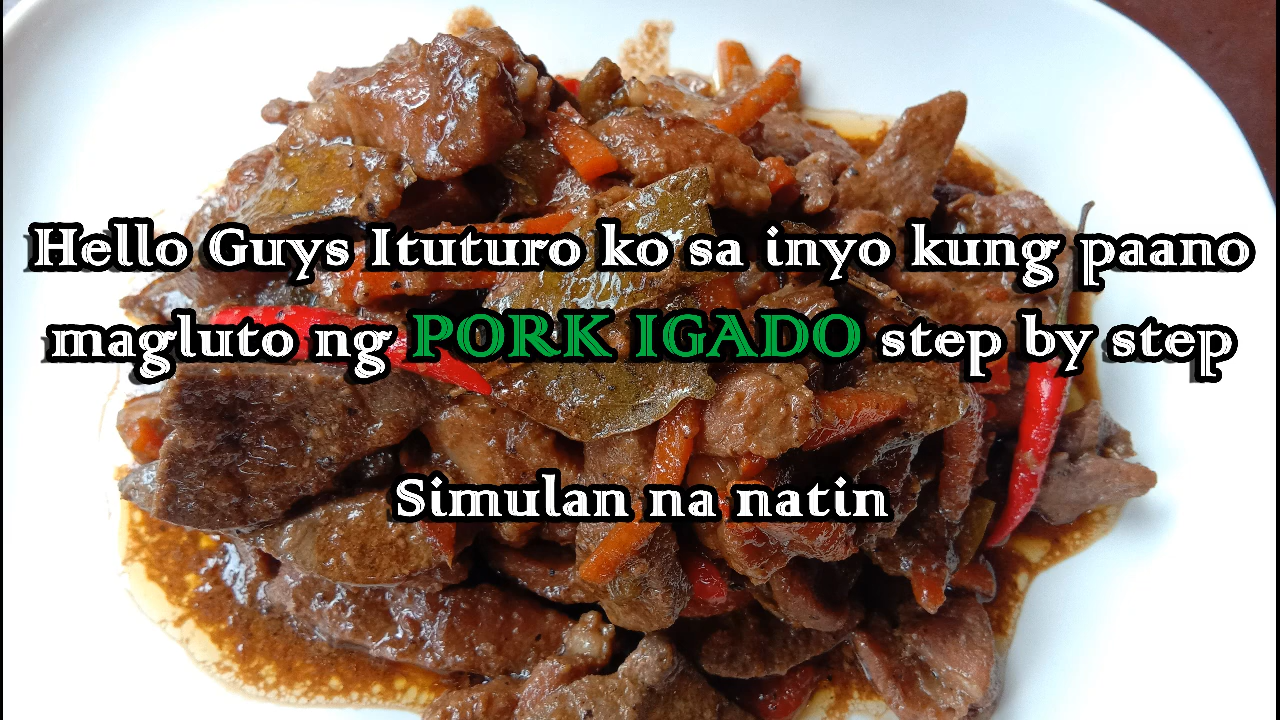 Hello Guys Ituturo ko sa inyo kung paano
magluto ng PORK IGADO step by step
Simulan na natin